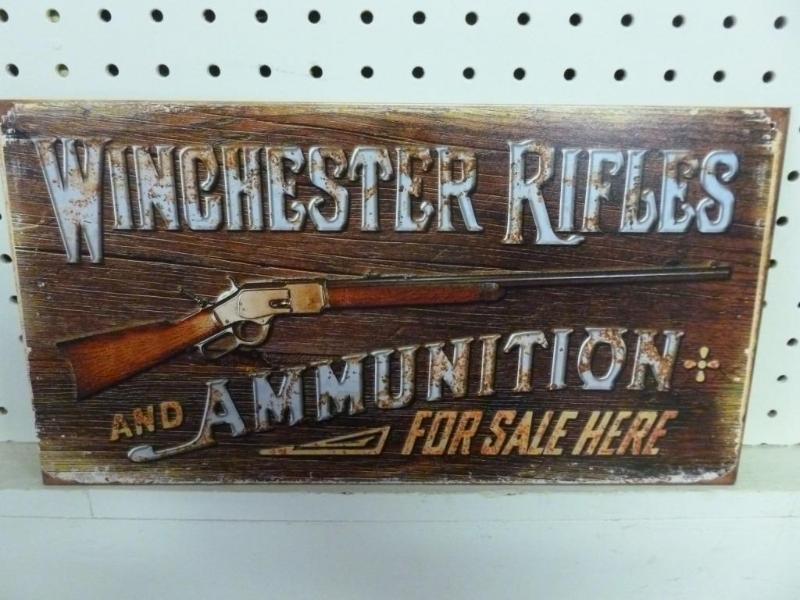 WINCHESTER RIFLES
AND AMMUNITION
FOR SALE HERE